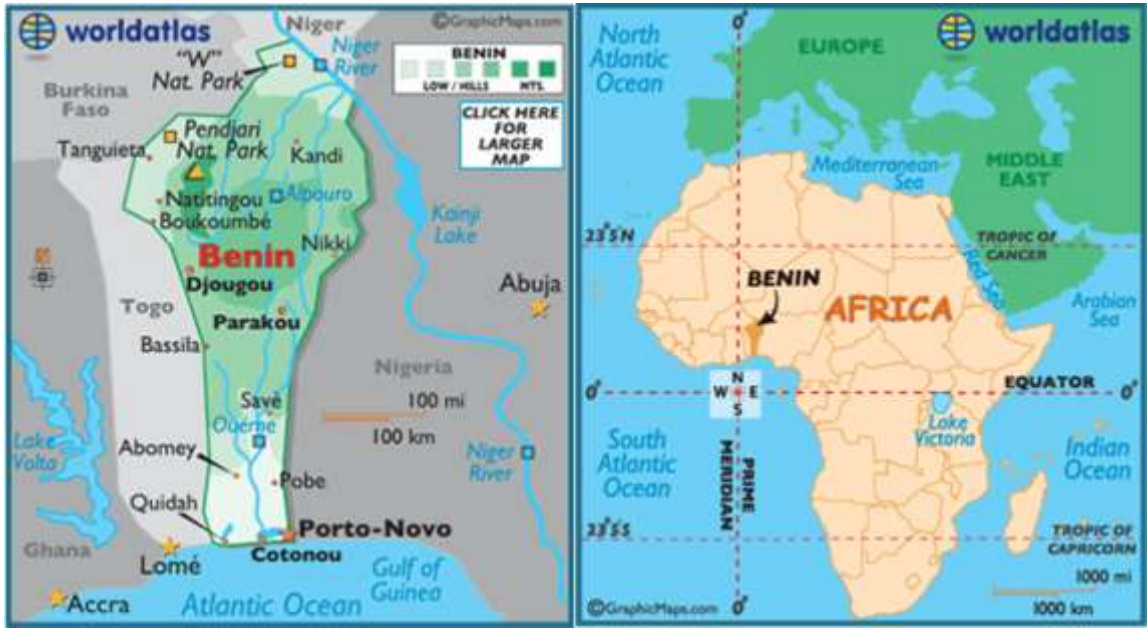 worldatlas
©GraphicMaps.com
Niger
"W"
Nat. Park
Niger
River
BENIN
LOW / HILLS MTS.
CLICK HERE
FOR
LARGER
MAP
Burkina
Faso
Pendjari
Nat. Park
Tanguieta
Kandi
Natitingou
Alpouro
Boukoumbé
Kainji
Lake
Benin
Nikki
Djougou
Abuja
Togo
Parakou
Bassila
Nigeria
100 mi
100 km
Savè
Ouème
Lake
Volta
Abomey
Niger
River
Pobe
Quidah
Porto-Novo
Cotonou
Ghana
Lomé
Gulf of
Guinea
Accra
Atlantic Ocean
0°
worldatlas
North
Atlantic
Ocean
EUROPE
Mediterranean
Sea
MIDDLE
EAST
23°5'N
TROPIC OF
CANCER
Red Sea
BENIN
AFRICA
Arabian
Sea
N
0° W E EQUATOR 0°
S
Lake
Victoria
South
Atlantic
Ocean
PRIME
MERIDIAN
Indian
Ocean
23°5'S
TROPIC OF
CAPRICORN
1000 mi
1000 km
©GraphicMaps.com
0°